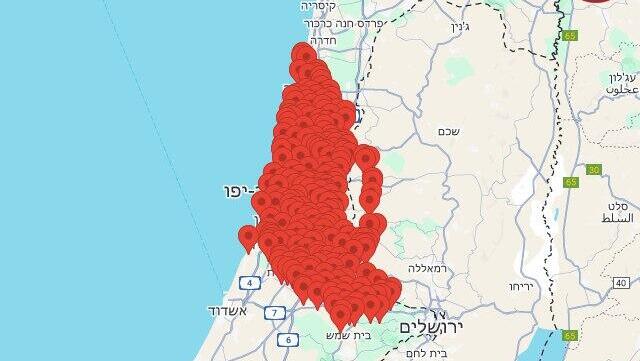 קיסריה
פרדס חנה כרכור
חדרה
ג'נין
65
עג'לון
عجلون
שכם
30
65
-יפו
סלט
السلط
רמאללה
4
40
יריחו
אשדוד
7
ירושלים
6
בית שמש
65
בית לחם